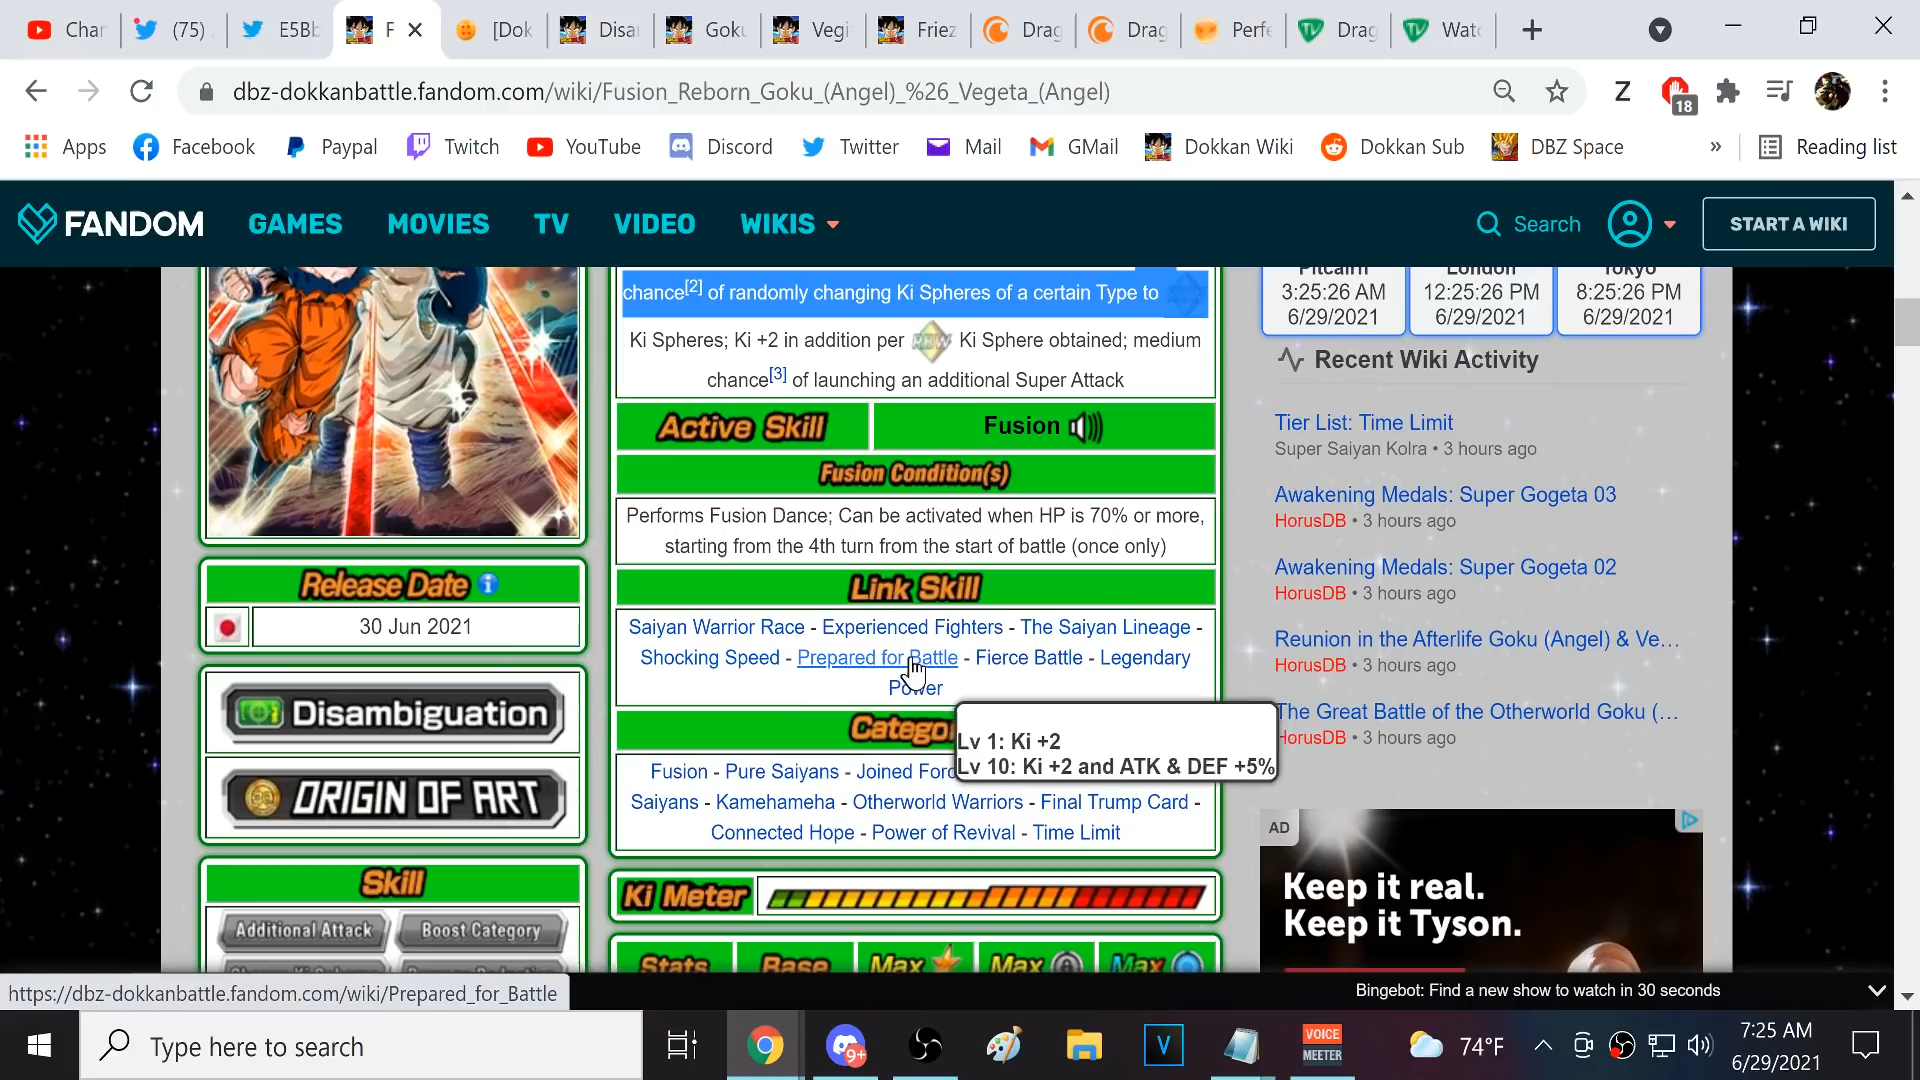 Char
(75)
E5Bb
F
[Dok
Disa
Goku
Vegi
Friez
Drag
Drag
Perfe
Drag
Watc
dbz-dokkanbattle.fandom.com/wiki/Fusion_Reborn_Goku_(Angel)_%26_Vegeta_(Angel)
Z
18
Apps
Facebook
Paypal
Twitch
YouTube
Discord
Twitter
Mail
GMail
Dokkan Wiki
Dokkan Sub
DBZ Space
»
Reading list
FANDOM
GAMES
MOVIES
TV
VIDEO
WIKIS
Search
START A WIKI
chance[2] of randomly changing Ki Spheres of a certain Type to
Ki Spheres; Ki +2 in addition per RBW Ki Sphere obtained; medium
chance[3] of launching an additional Super Attack
Active Skill
Fusion
Fusion Condition(s)
Performs Fusion Dance; Can be activated when HP is 70% or more,
starting from the 4th turn from the start of battle (once only)
Link Skill
Saiyan Warrior Race - Experienced Fighters - The Saiyan Lineage -
Shocking Speed - Prepared for Battle - Fierce Battle - Legendary
Power
Lv 1: Ki +2
Lv 10: Ki +2 and ATK & DEF +5%
Catego
Fusion - Pure Saiyans - Joined Forc
Saiyans - Kamehameha - Otherworld Warriors - Final Trump Card -
Connected Hope - Power of Revival - Time Limit
Ki Meter
Stats
Base
Max
Max
Max
Release Date
30 Jun 2021
Disambiguation
ORIGIN OF ART
Skill
Additional Attack
Boost Category
Pitcairn
3:25:26 AM
6/29/2021
London
12:25:26 PM
6/29/2021
Tokyo
8:25:26 PM
6/29/2021
Recent Wiki Activity
Tier List: Time Limit
Super Saiyan Kolra • 3 hours ago
Awakening Medals: Super Gogeta 03
HorusDB • 3 hours ago
Awakening Medals: Super Gogeta 02
HorusDB • 3 hours ago
Reunion in the Afterlife Goku (Angel) & Ve…
HorusDB • 3 hours ago
The Great Battle of the Otherworld Goku (…
HorusDB • 3 hours ago
AD
Keep it real.
Keep it Tyson.
https://dbz-dokkanbattle.fandom.com/wiki/Prepared_for_Battle
Bingebot: Find a new show to watch in 30 seconds
Type here to search
9+
V
VOICE
MEETER
74°F
7:25 AM
6/29/2021